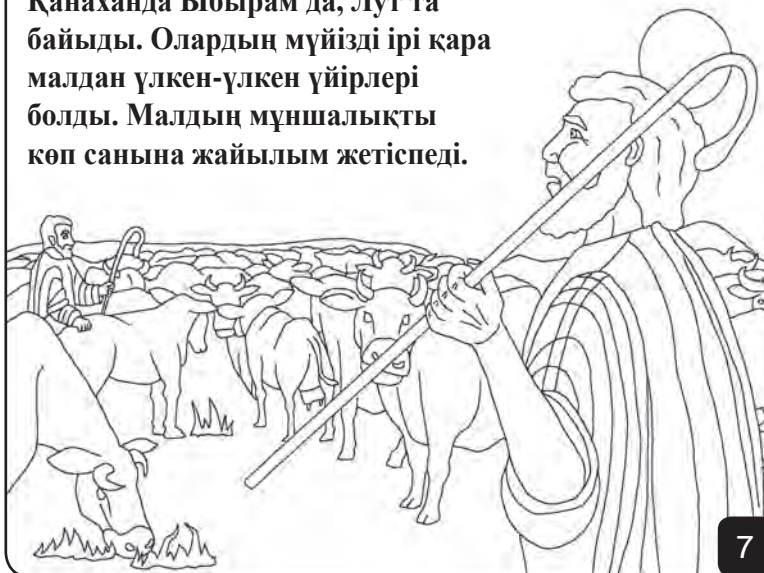 Қанаханда Ыбырам да, Лут та
байыды. Олардың мүйізді ірі қара
малдан үлкен-үлкен үйірлері
болды. Малдың мұншалықты
көп санына жайылым жетіспеді.
7